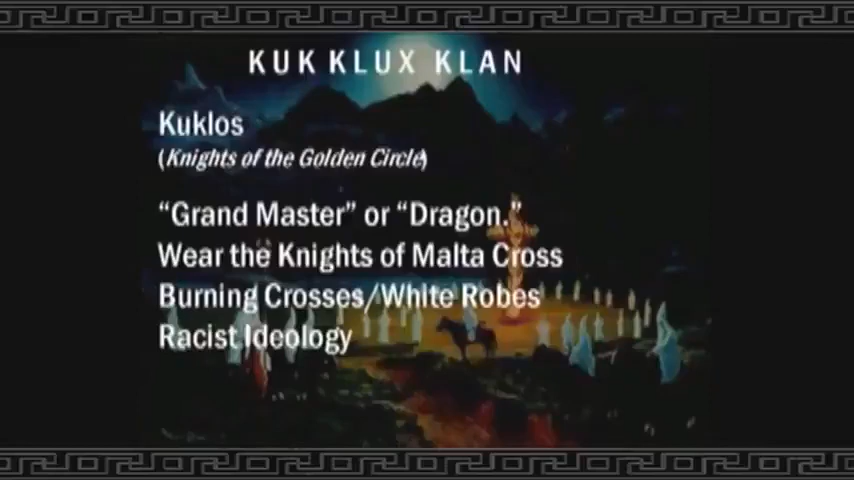 KUK KLUX KLAN
Kuklos
(Knights of the Golden Circle)
“Grand Master” or “Dragon.”
Wear the Knights of Malta Cross
Burning Crosses/White Robes
Racist Ideology